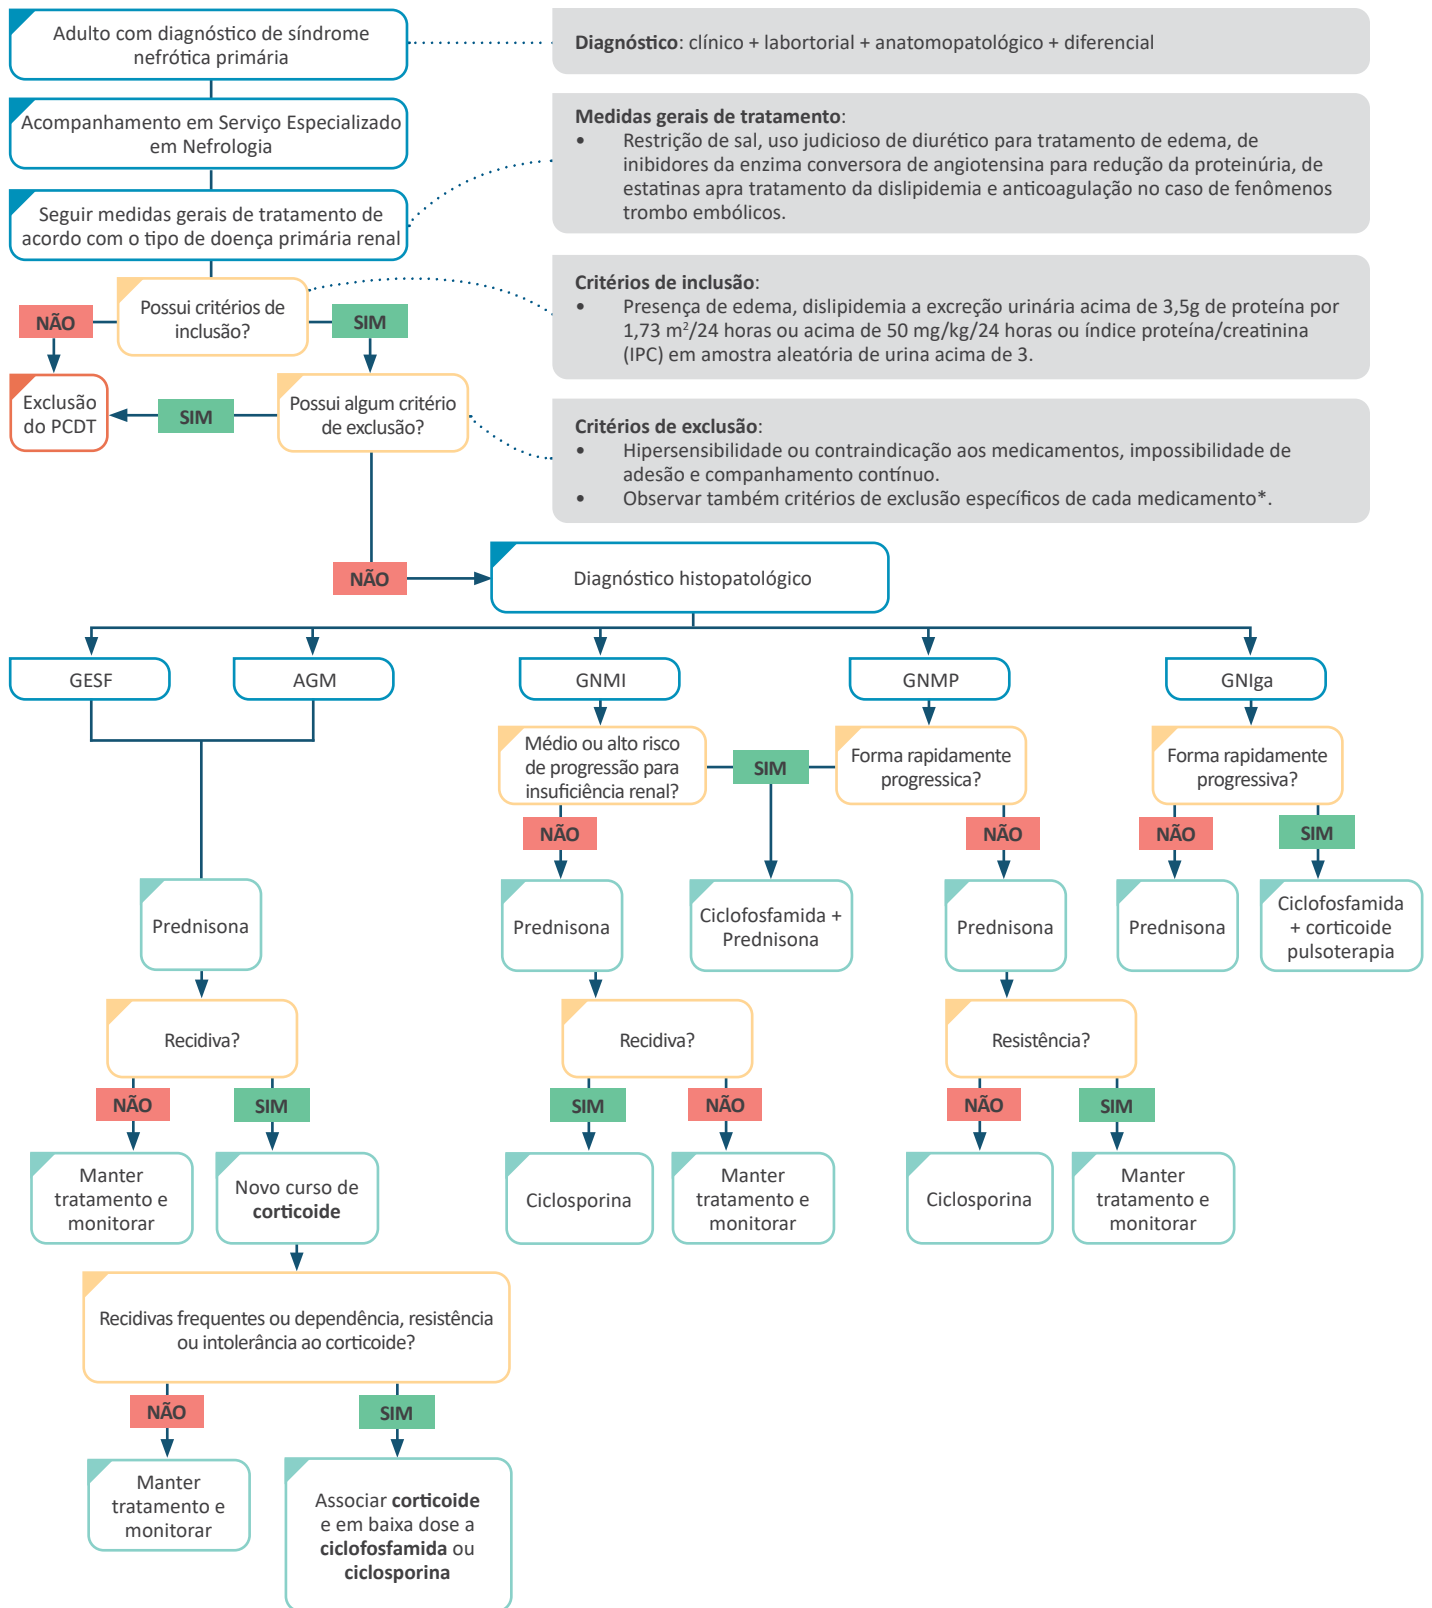 Adulto com diagnóstico de síndrome
nefrótica primária
Diagnóstico: clínico + labortorial + anatomopatológico + diferencial
Acompanhamento em Serviço Especializado
em Nefrologia
Medidas gerais de tratamento:
• Restrição de sal, uso judicioso de diurético para tratamento de edema, de
inibidores da enzima conversora de angiotensina para redução da proteinúria, de
estatinas apra tratamento da dislipidemia e anticoagulação no caso de fenômenos
trombo embólicos.
Seguir medidas gerais de tratamento de
acordo com o tipo de doença primária renal
Possui critérios de
inclusão?
NÃO
SIM
Critérios de inclusão:
• Presença de edema, dislipidemia a excreção urinária acima de 3,5g de proteína por
1,73 m²/24 horas ou acima de 50 mg/kg/24 horas ou índice proteína/creatinina
(IPC) em amostra aleatória de urina acima de 3.
Exclusão
do PCDT
SIM
Possui algum critério
de exclusão?
Critérios de exclusão:
• Hipersensibilidade ou contraindicação aos medicamentos, impossibilidade de
adesão e companhamento contínuo.
• Observar também critérios de exclusão específicos de cada medicamento*.
NÃO
Diagnóstico histopatológico
GESF
AGM
GNMI
GNMP
GNIga
Médio ou alto risco
de progressão para
insuficiência renal?
SIM
Forma rapidamente
progressica?
Forma rapidamente
progressiva?
NÃO
NÃO
NÃO
SIM
Prednisona
Prednisona
Ciclofosfamida +
Prednisona
Prednisona
Prednisona
Ciclofosfamida
+ corticoide
pulsoterapia
Recidiva?
Recidiva?
Resistência?
NÃO
SIM
SIM
NÃO
NÃO
SIM
Manter
tratamento e
monitorar
Novo curso de
corticoide
Ciclosporina
Manter
tratamento e
monitorar
Ciclosporina
Manter
tratamento e
monitorar
Recidivas frequentes ou dependência, resistência
ou intolerância ao corticoide?
NÃO
SIM
Manter
tratamento e
monitorar
Associar corticoide
e em baixa dose a
ciclofosfamida ou
ciclosporina